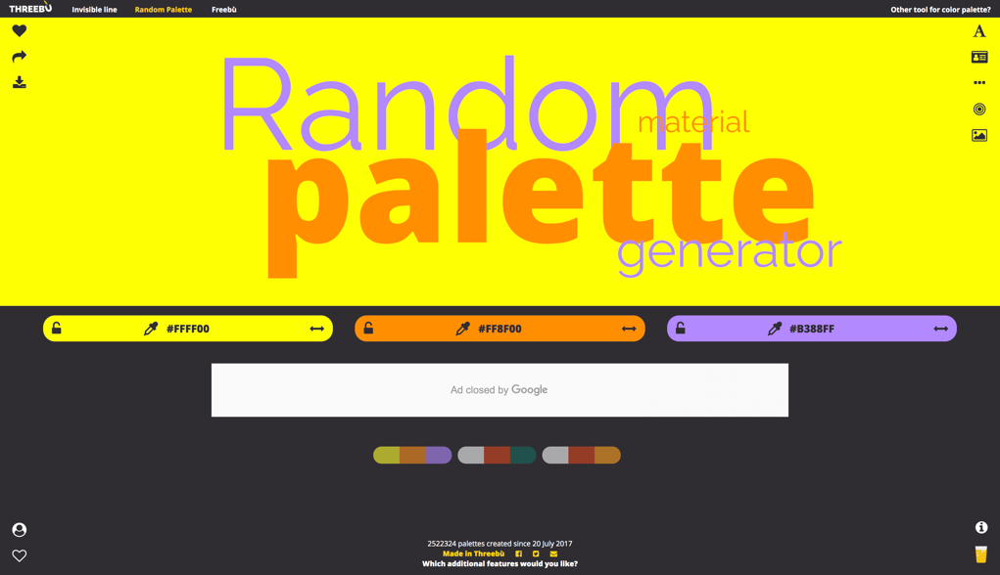 THREEBÙ
Invisible line
Random Palette
Freebù
Other tool for color palette?
A
Random
material
palette
generator
#FFFF00
#FF8F00
#B388FF
Ad closed by Google
2522324 palettes created since 20 July 2017
Made in Threebù
Which additional features would you like?